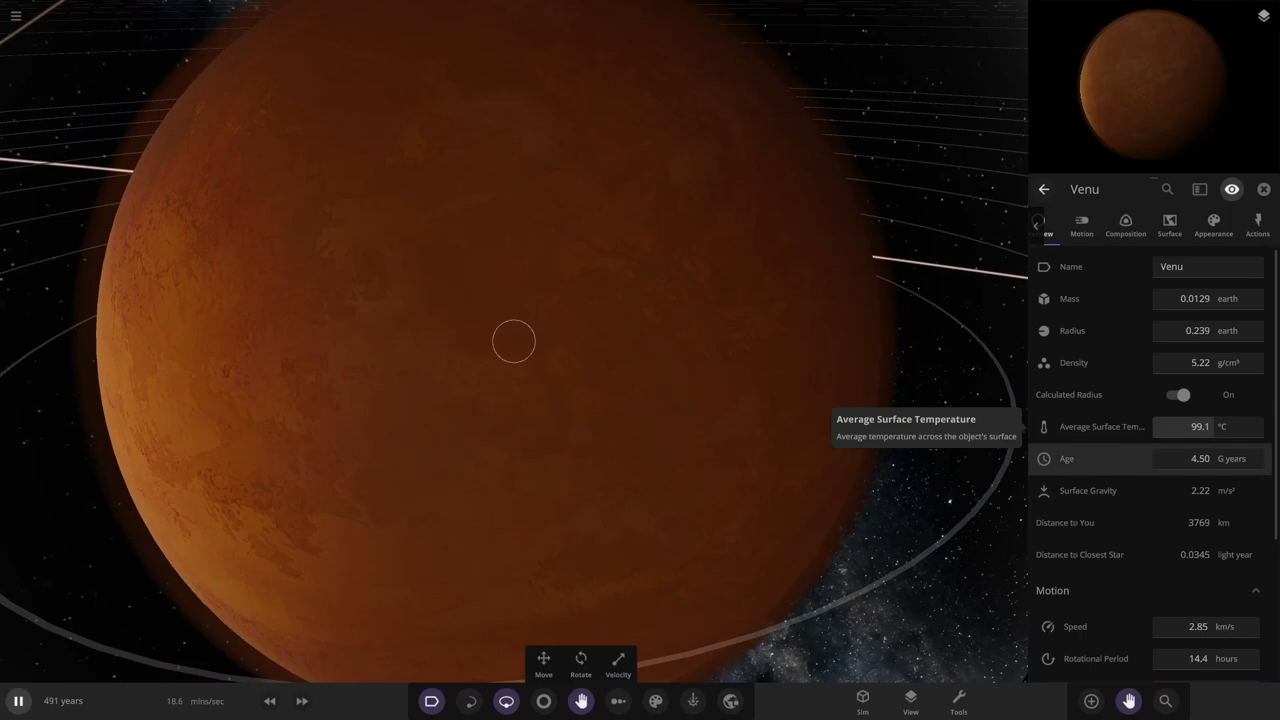 Venu
ew
Motion
Composition
Surface
Appearance
Actions
Name
Venu
Mass
0.0129 earth
Radius
0.239 earth
Density
5.22 g/cm³
Calculated Radius
On
Average Surface Temperature
Average temperature across the object's surface
Average Surface Tem...
99.1 °C
Age
4.50 G years
Surface Gravity
2.22 m/s²
Distance to You
3769 km
Distance to Closest Star
0.0345 light year
Motion
Speed
2.85 km/s
Rotational Period
14.4 hours
Move
Rotate
Velocity
491 years
18.6 mins/sec
Sim
View
Tools